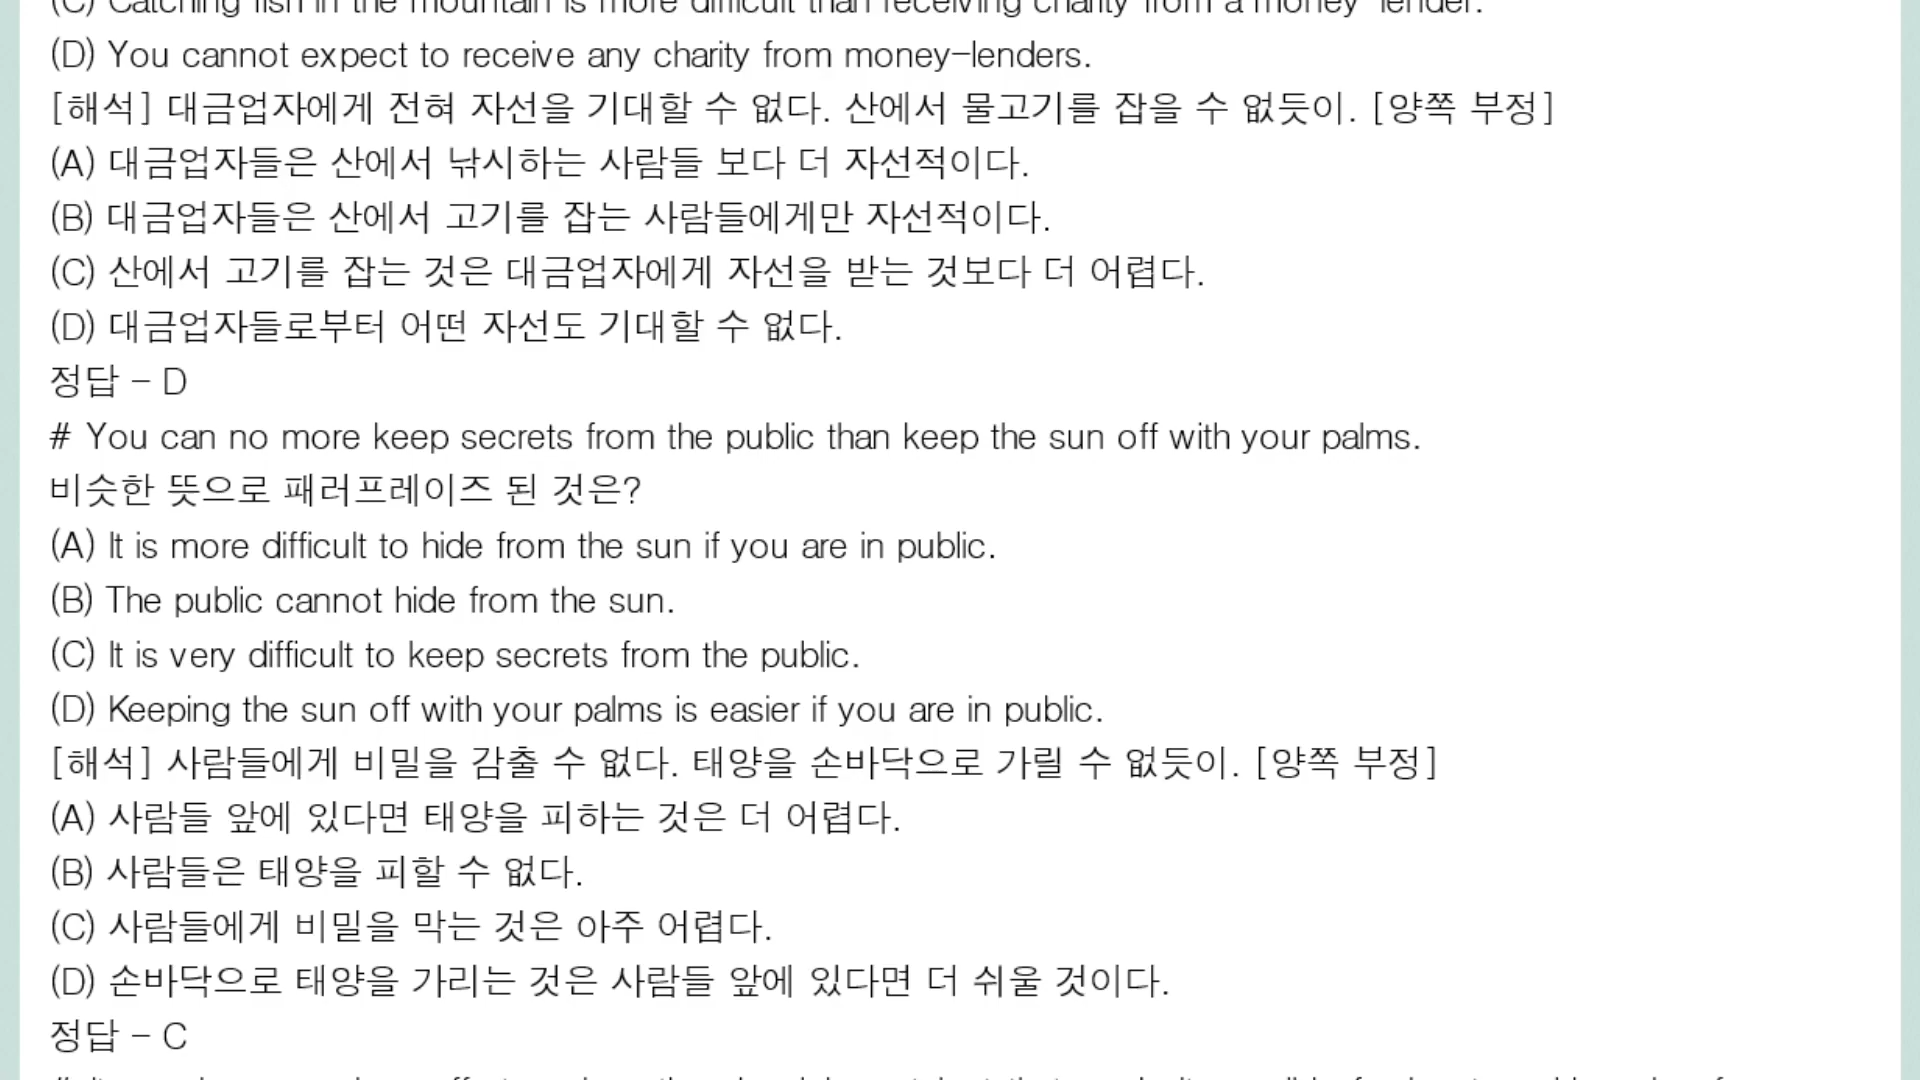 (C) Catching fish in the mountain is more difficult than receiving charity from a money-lender.
(D) You cannot expect to receive any charity from money-lenders.
[해석] 대금업자에게 전혀 자선을 기대할 수 없다. 산에서 물고기를 잡을 수 없듯이. [양쪽 부정]
(A) 대금업자들은 산에서 낚시하는 사람들 보다 더 자선적이다.
(B) 대금업자들은 산에서 고기를 잡는 사람들에게만 자선적이다.
(C) 산에서 고기를 잡는 것은 대금업자에게 자선을 받는 것보다 더 어렵다.
(D) 대금업자들로부터 어떤 자선도 기대할 수 없다.
정답 - D
# You can no more keep secrets from the public than keep the sun off with your palms.
비슷한 뜻으로 패러프레이즈 된 것은?
(A) It is more difficult to hide from the sun if you are in public.
(B) The public cannot hide from the sun.
(C) It is very difficult to keep secrets from the public.
(D) Keeping the sun off with your palms is easier if you are in public.
[해석] 사람들에게 비밀을 감출 수 없다. 태양을 손바닥으로 가릴 수 없듯이. [양쪽 부정]
(A) 사람들 앞에 있다면 태양을 피하는 것은 더 어렵다.
(B) 사람들은 태양을 피할 수 없다.
(C) 사람들에게 비밀을 막는 것은 아주 어렵다.
(D) 손바닥으로 태양을 가리는 것은 사람들 앞에 있다면 더 쉬울 것이다.
정답 - C